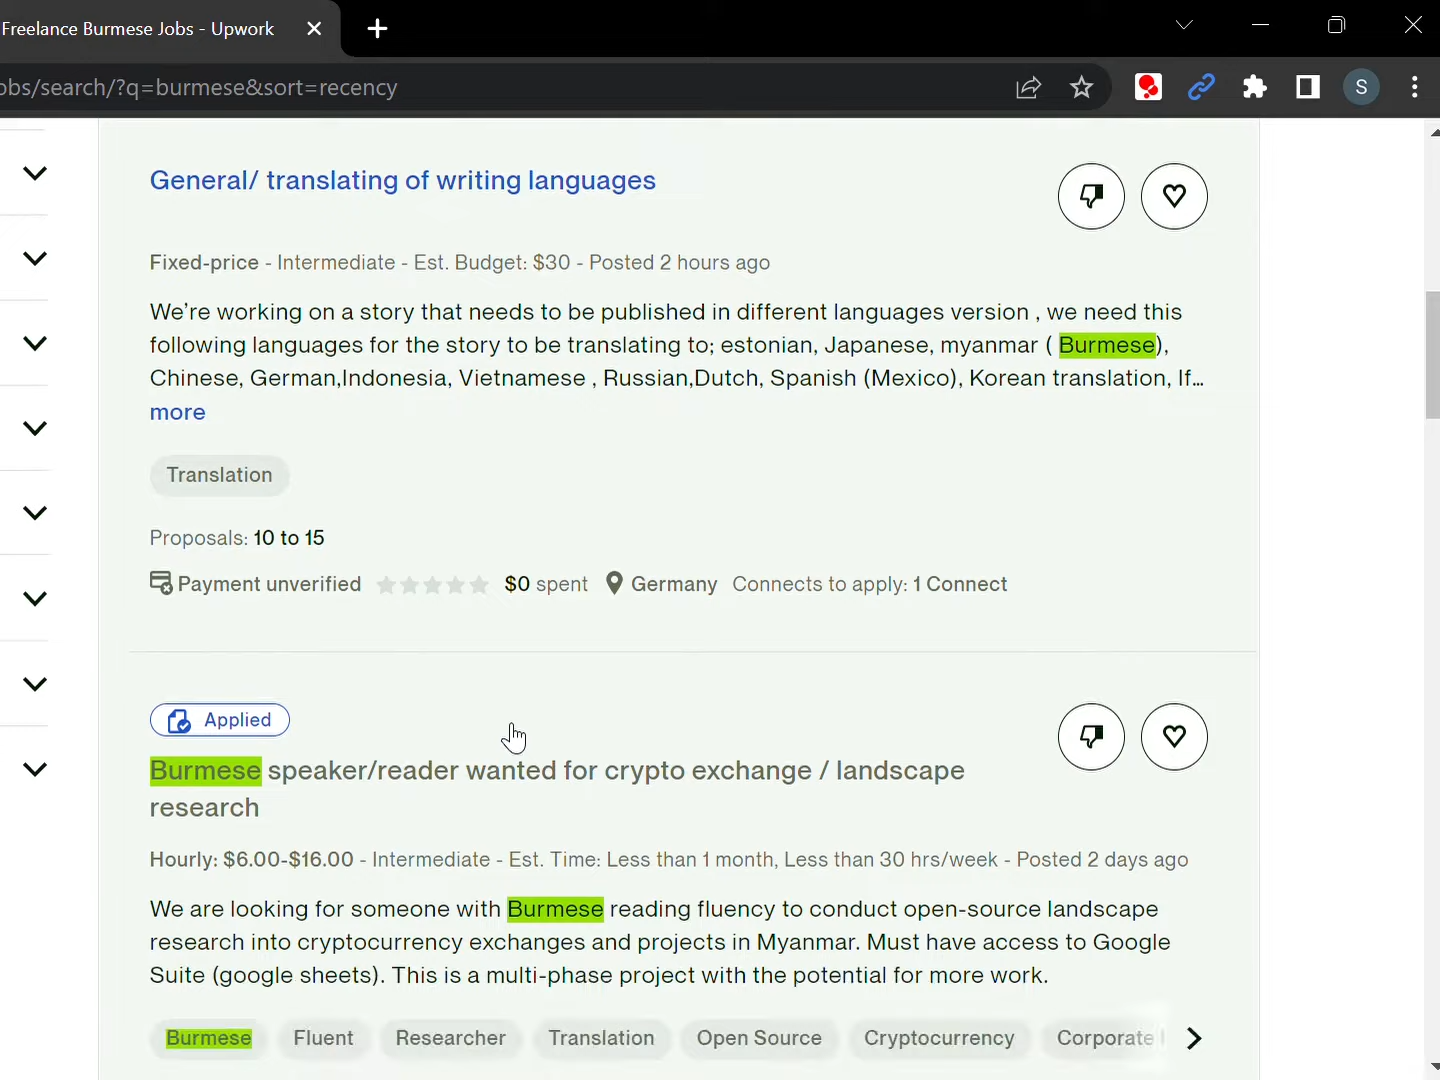 Freelance Burmese Jobs - Upwork
obs/search/?q=burmese&sort=recency
S
General/ translating of writing languages
Fixed-price - Intermediate - Est. Budget: $30 - Posted 2 hours ago
We're working on a story that needs to be published in different languages version , we need this
following languages for the story to be translating to; estonian, Japanese, myanmar ( Burmese),
Chinese, German,Indonesia, Vietnamese , Russian,Dutch, Spanish (Mexico), Korean translation, If...
more
Translation
Proposals: 10 to 15
Payment unverified $0 spent Germany Connects to apply: 1 Connect
Applied
Burmese speaker/reader wanted for crypto exchange / landscape
research
Hourly: $6.00-$16.00 - Intermediate - Est. Time: Less than 1 month, Less than 30 hrs/week - Posted 2 days ago
We are looking for someone with Burmese reading fluency to conduct open-source landscape
research into cryptocurrency exchanges and projects in Myanmar. Must have access to Google
Suite (google sheets). This is a multi-phase project with the potential for more work.
Burmese Fluent Researcher Translation Open Source Cryptocurrency Corporate